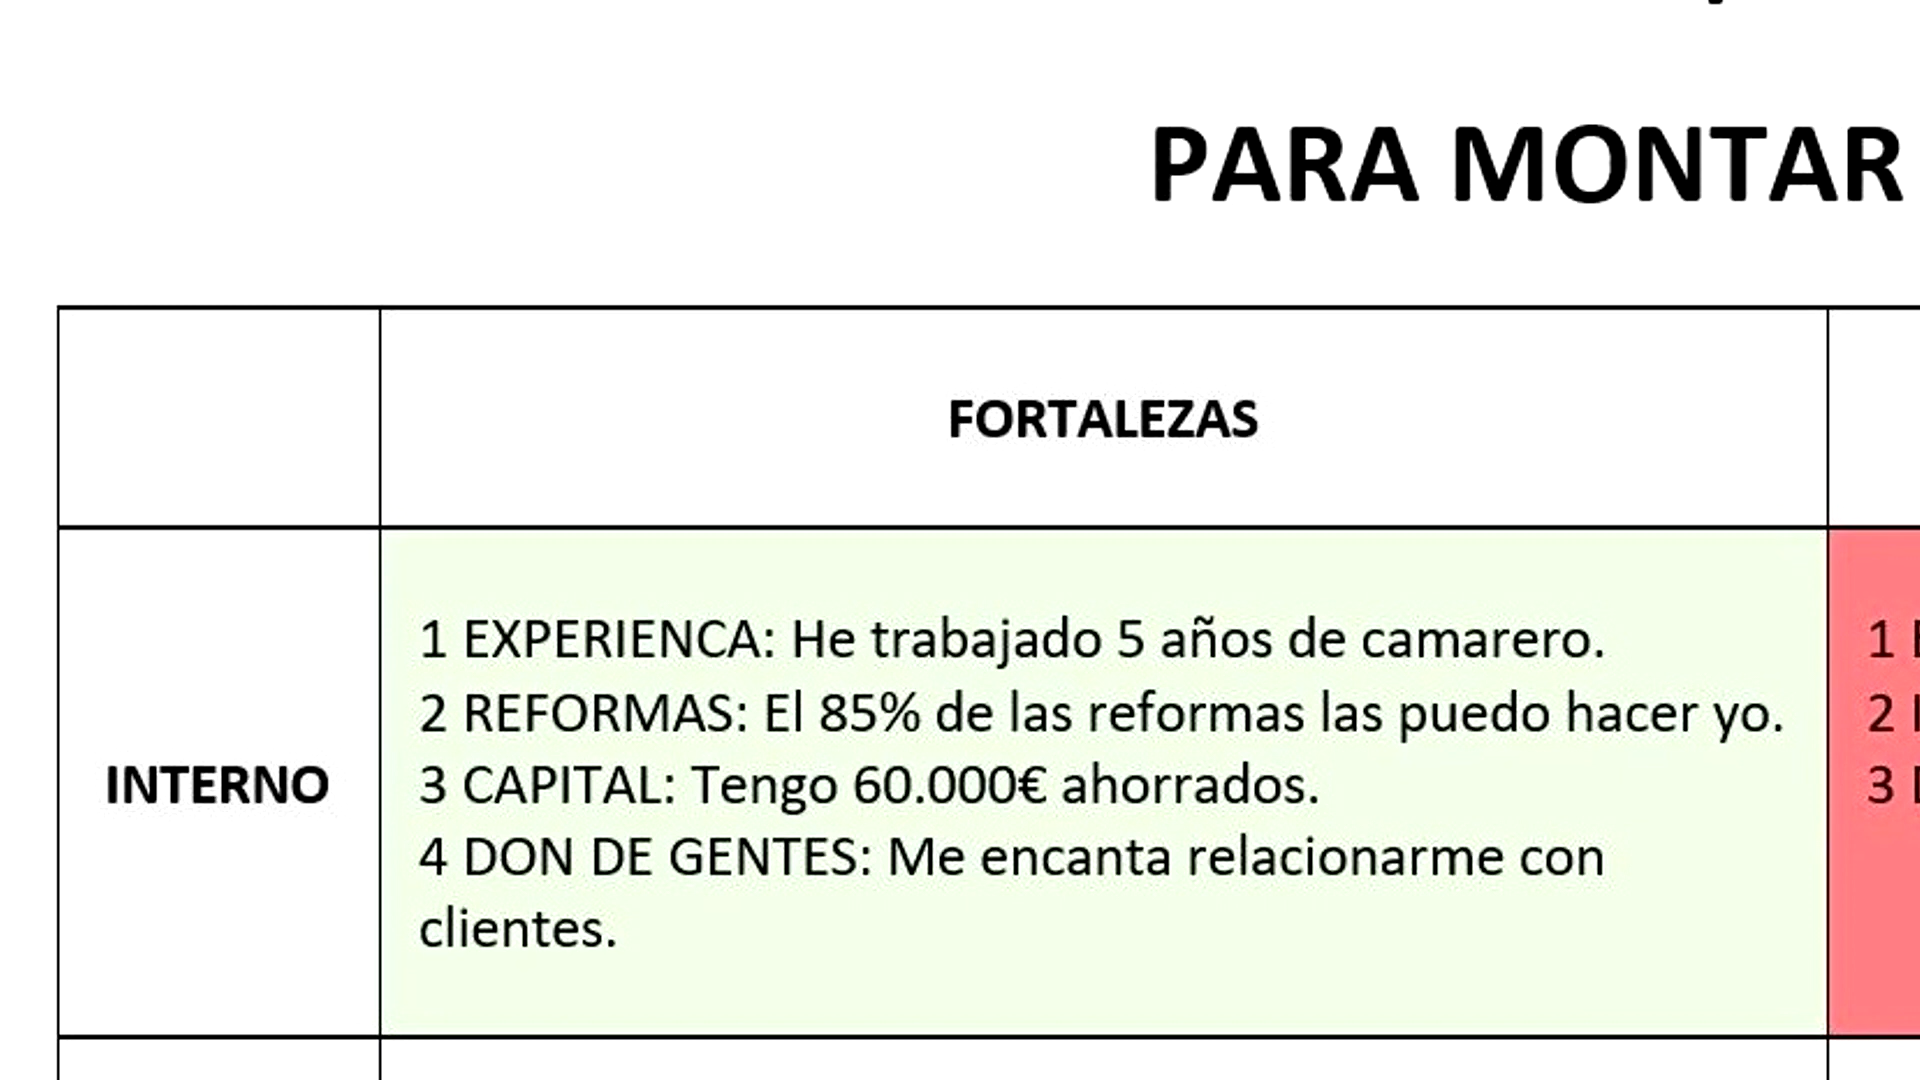 PARA MONTAR
FORTALEZAS
INTERNO
1 EXPERIENCA: He trabajado 5 años de camarero.
2 REFORMAS: El 85% de las reformas las puedo hacer yo.
3 CAPITAL: Tengo 60.000€ ahorrados.
4 DON DE GENTES: Me encanta relacionarme con
clientes.
1
2
3